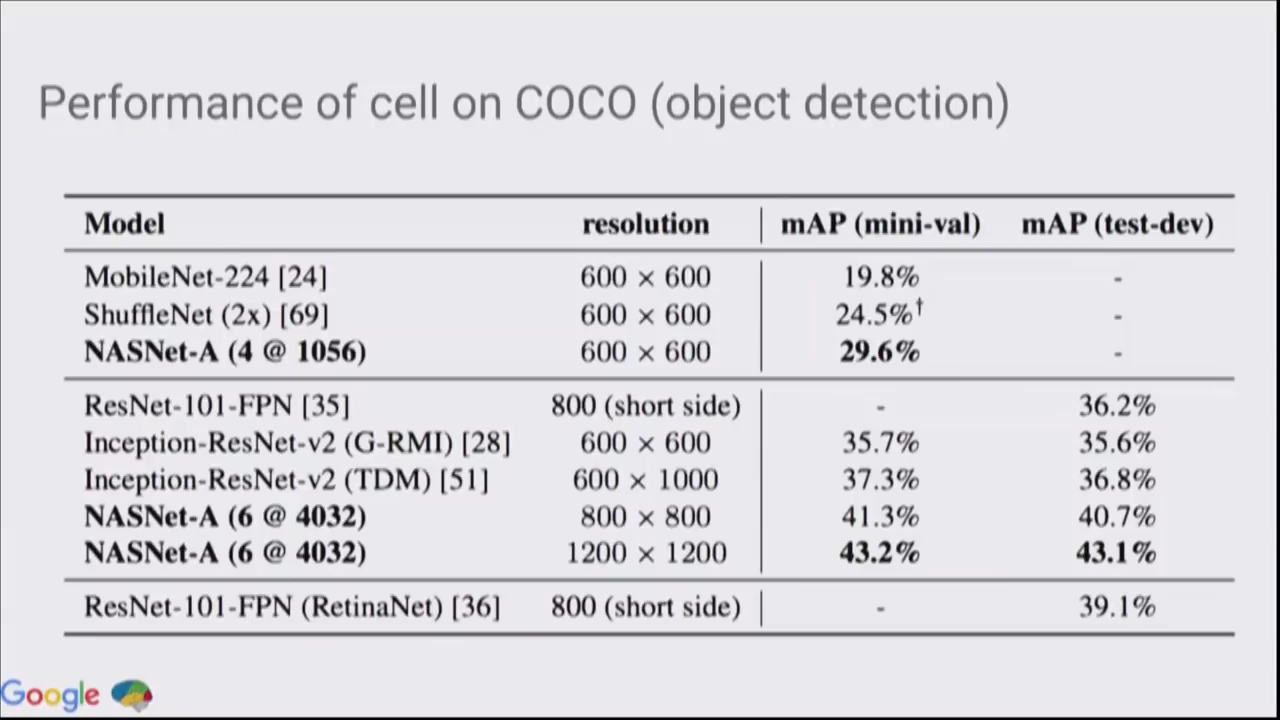 Performance of cell on COCO (object detection)
Model resolution mAP (mini-val) mAP (test-dev)
MobileNet-224 [24] 600 × 600 19.8% -
ShuffleNet (2x) [69] 600 × 600 24.5%† -
NASNet-A (4 @ 1056) 600 × 600 29.6% -
ResNet-101-FPN [35] 800 (short side) - 36.2%
Inception-ResNet-v2 (G-RMI) [28] 600 × 600 35.7% 35.6%
Inception-ResNet-v2 (TDM) [51] 600 × 1000 37.3% 36.8%
NASNet-A (6 @ 4032) 800 × 800 41.3% 40.7%
NASNet-A (6 @ 4032) 1200 × 1200 43.2% 43.1%
ResNet-101-FPN (RetinaNet) [36] 800 (short side) - 39.1%
Google